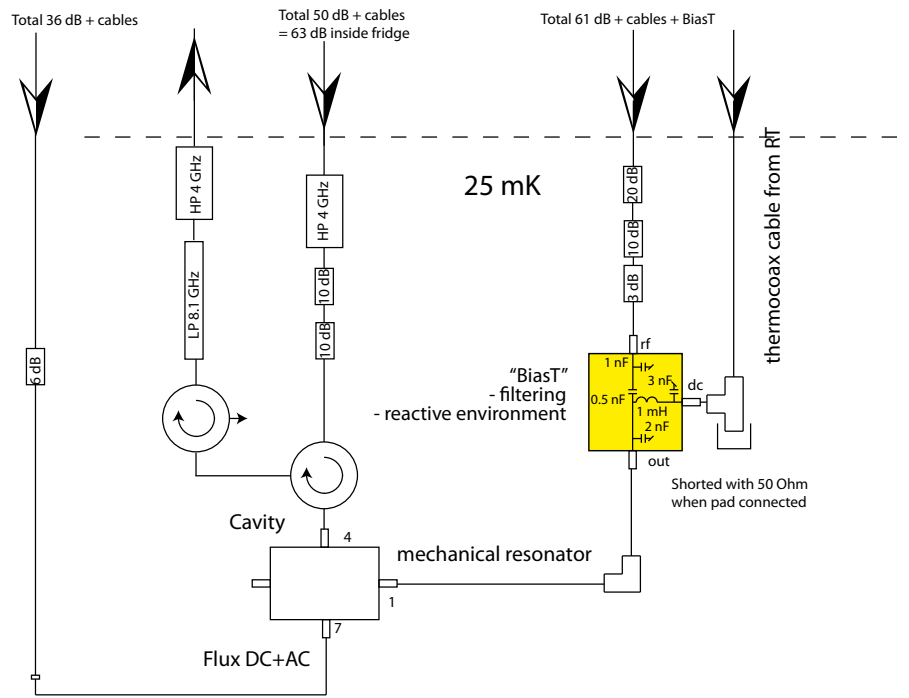 Total 36 dB + cables
Total 50 dB + cables
= 63 dB inside fridge
Total 61 dB + cables + BiasT
25 mK
HP 4 GHz
LP 8.1 GHz
HP 4 GHz
10 dB
10 dB
20 dB
10 dB
3 dB
thermocoax cable from RT
6 dB
rf
"BiasT"
- filtering
- reactive environment
1 nF
3 nF
dc
0.5 nF
1 mH
2 nF
out
Shorted with 50 Ohm
when pad connected
Cavity
4
mechanical resonator
1
7
Flux DC+AC